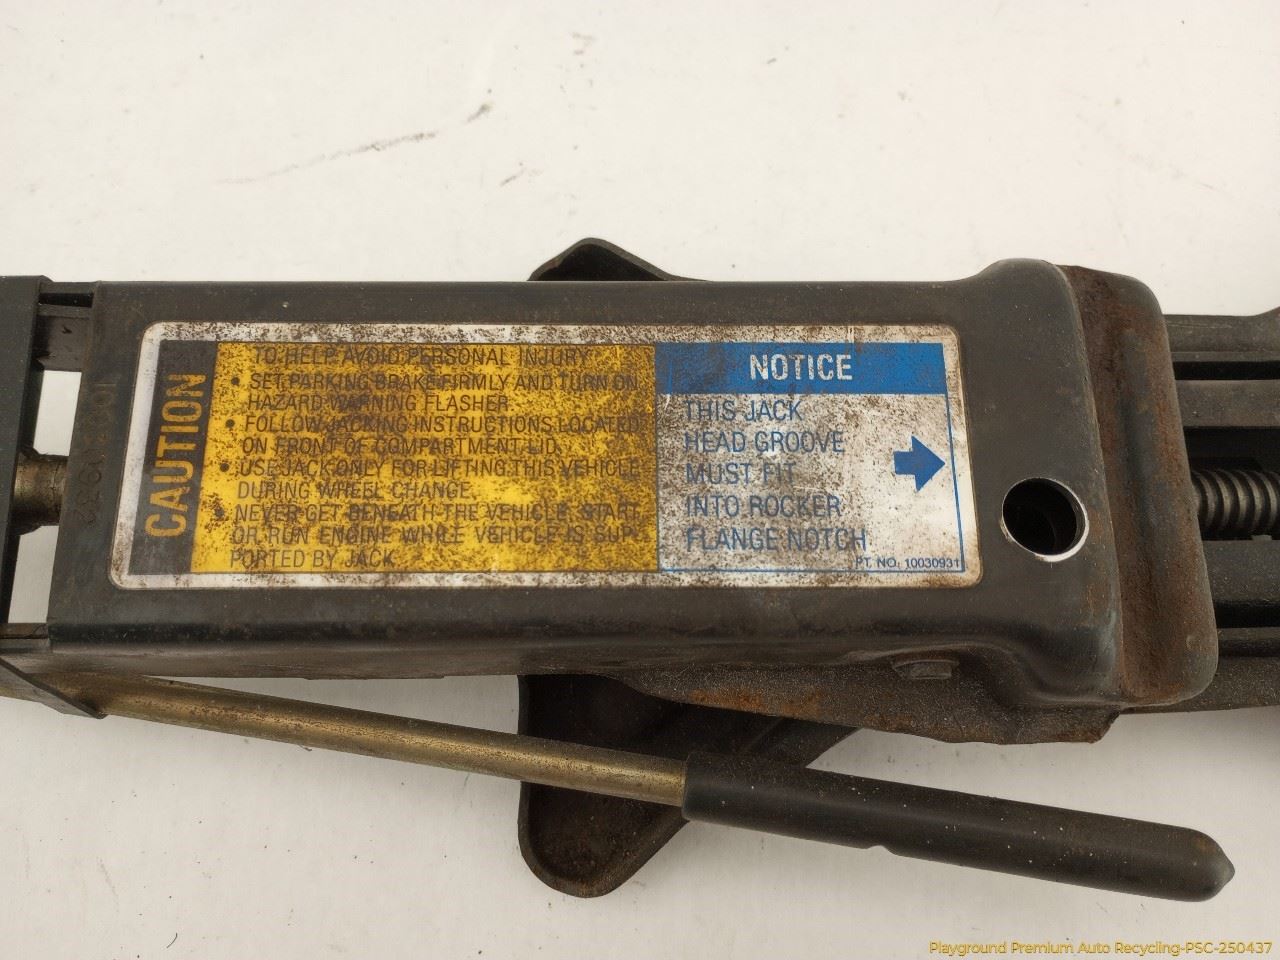 CAUTION
TO HELP AVOID PERSONAL INJURY
• SET PARKING BRAKE FIRMLY AND TURN ON
HAZARD WARNING FLASHER.
• FOLLOW JACKING INSTRUCTIONS LOCATED
ON FRONT OF COMPARTMENT LID.
• USE JACK ONLY FOR LIFTING THIS VEHICLE
DURING WHEEL CHANGE.
NEVER GET BENEATH THE VEHICLE, START
OR RUN ENGINE WHILE VEHICLE IS SUP-
PORTED BY JACK.
NOTICE
THIS JACK
HEAD GROOVE
MUST FIT
INTO ROCKER
FLANGE NOTCH
PT. NO. 10030931
Playground Premium Auto Recycling-PSC-250437